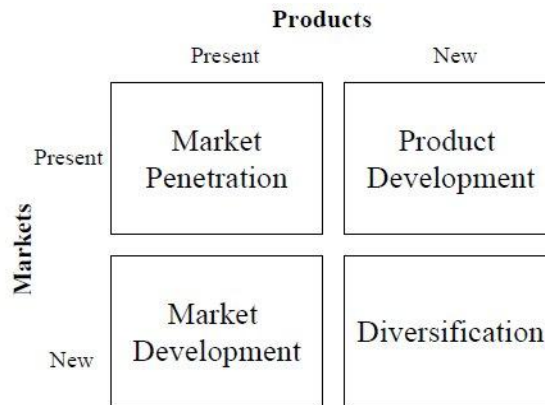 Products
Present New
Present
Market
Penetration
Product
Development
Markets
New
Market
Development
Diversification